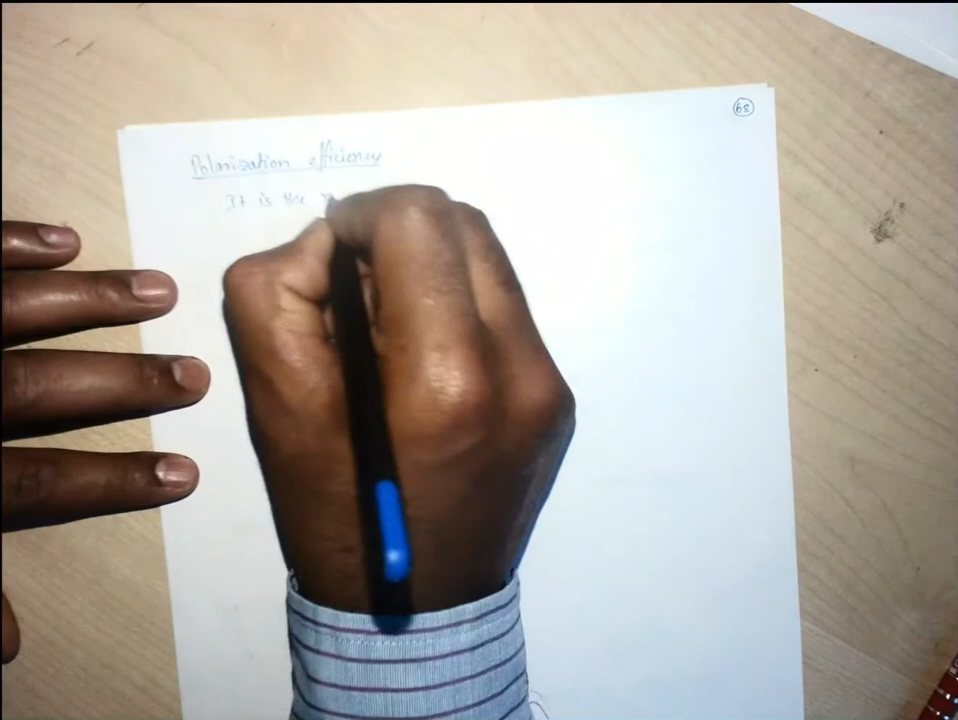 68
Polarization efficiency
It is the